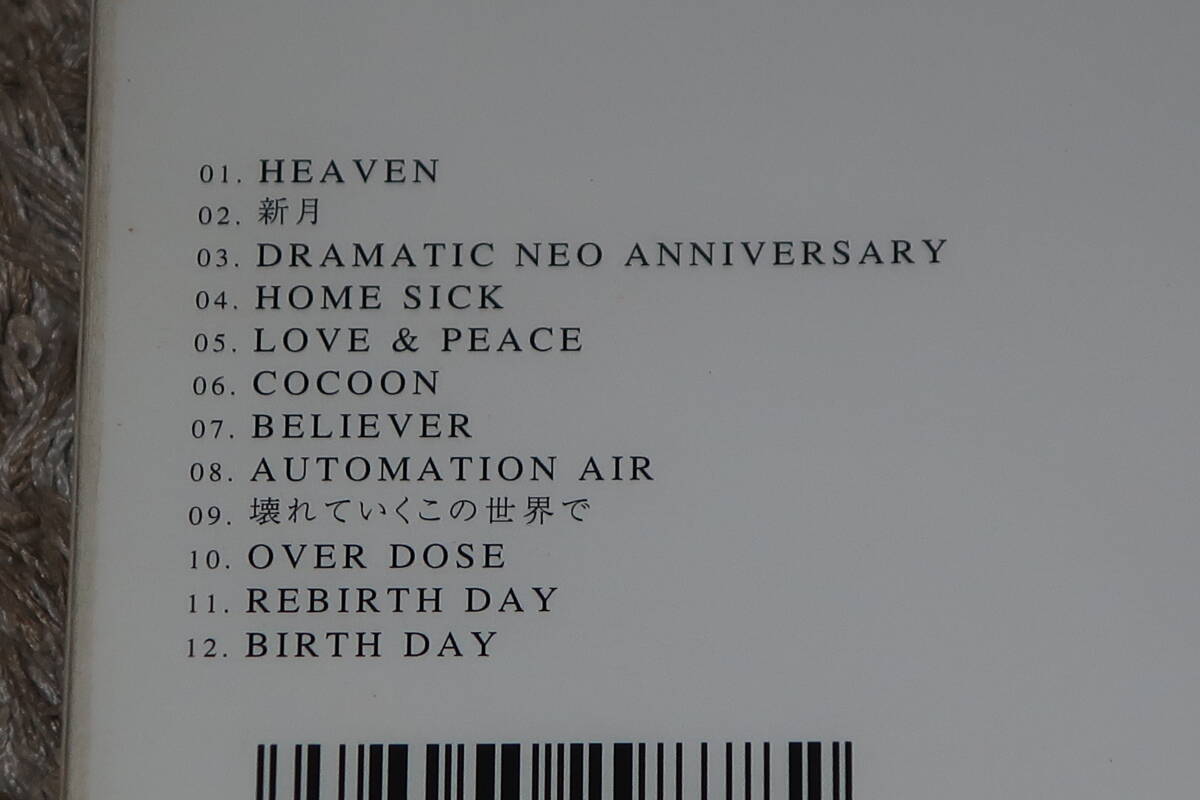 01. HEAVEN
02. 新月
03. DRAMATIC NEO ANNIVERSARY
04. HOME SICK
05. LOVE & PEACE
06. COCOON
07. BELIEVER
08. AUTOMATION AIR
09. 壊れていくこの世界で
10. OVER DOSE
11. REBIRTH DAY
12. BIRTH DAY